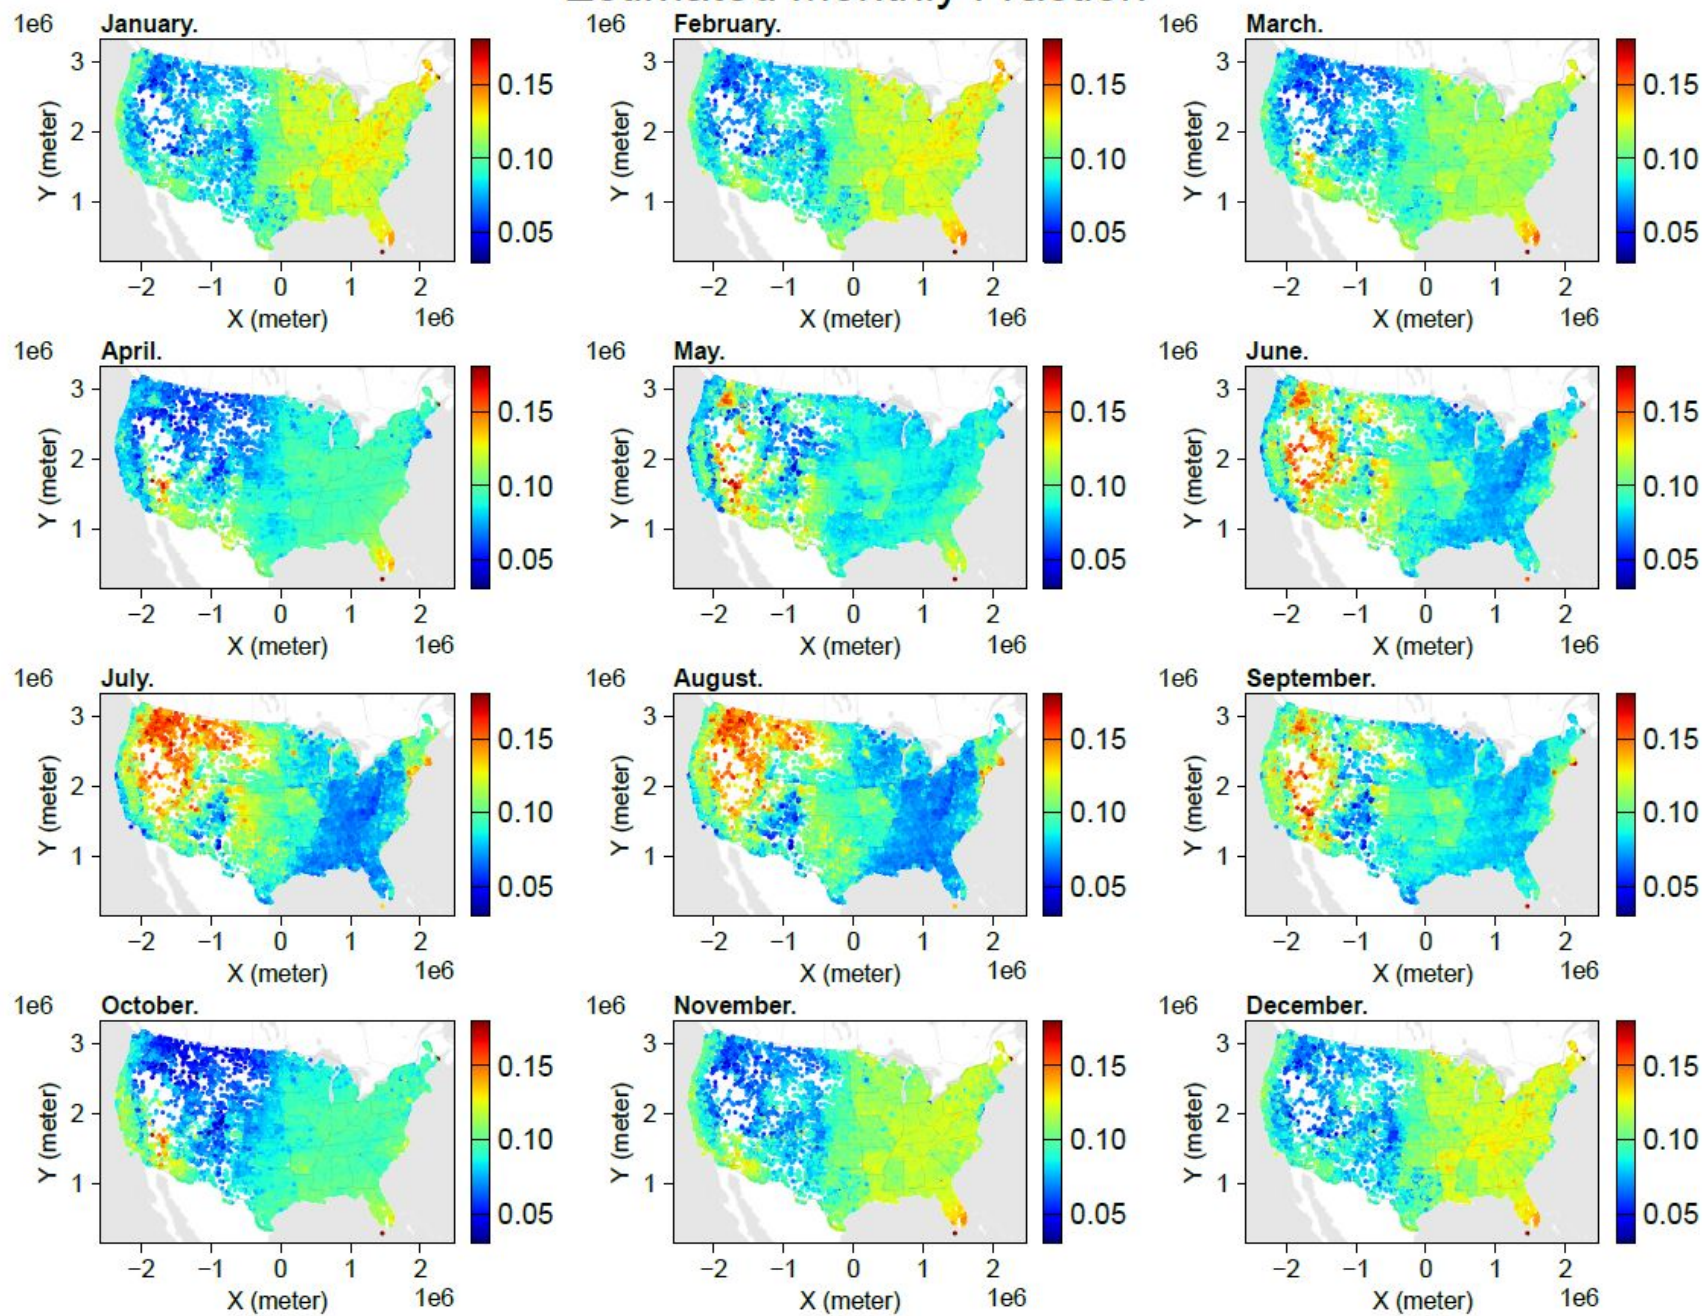 Estimated Monthly Fraction
1e6 January. 1e6 February. 1e6 March.
3 0.15 3 0.15 3 0.15
Y (meter) 2 0.10 Y (meter) 2 0.10 Y (meter) 2 0.10
1 0.05 1 0.05 1 0.05
−2 −1 0 1 2 −2 −1 0 1 2 −2 −1 0 1 2
X (meter) 1e6 X (meter) 1e6 X (meter) 1e6
1e6 April. 1e6 May. 1e6 June.
3 0.15 3 0.15 3 0.15
Y (meter) 2 0.10 Y (meter) 2 0.10 Y (meter) 2 0.10
1 0.05 1 0.05 1 0.05
−2 −1 0 1 2 −2 −1 0 1 2 −2 −1 0 1 2
X (meter) 1e6 X (meter) 1e6 X (meter) 1e6
1e6 July. 1e6 August. 1e6 September.
3 0.15 3 0.15 3 0.15
Y (meter) 2 0.10 Y (meter) 2 0.10 Y (meter) 2 0.10
1 0.05 1 0.05 1 0.05
−2 −1 0 1 2 −2 −1 0 1 2 −2 −1 0 1 2
X (meter) 1e6 X (meter) 1e6 X (meter) 1e6
1e6 October. 1e6 November. 1e6 December.
3 0.15 3 0.15 3 0.15
Y (meter) 2 0.10 Y (meter) 2 0.10 Y (meter) 2 0.10
1 0.05 1 0.05 1 0.05
−2 −1 0 1 2 −2 −1 0 1 2 −2 −1 0 1 2
X (meter) 1e6 X (meter) 1e6 X (meter) 1e6